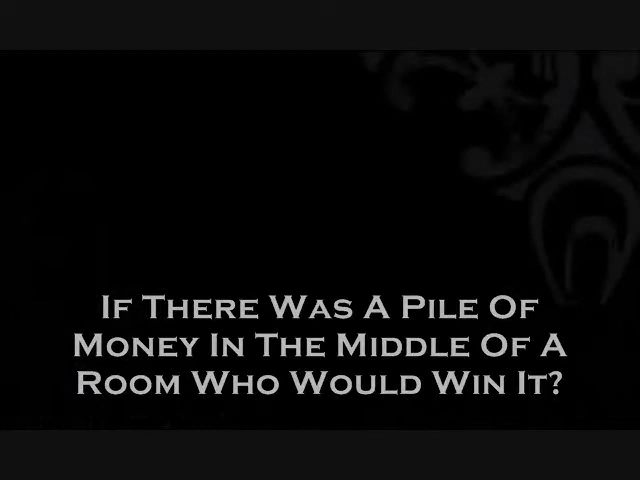 If There Was A Pile Of
Money In The Middle Of A
Room Who Would Win It?